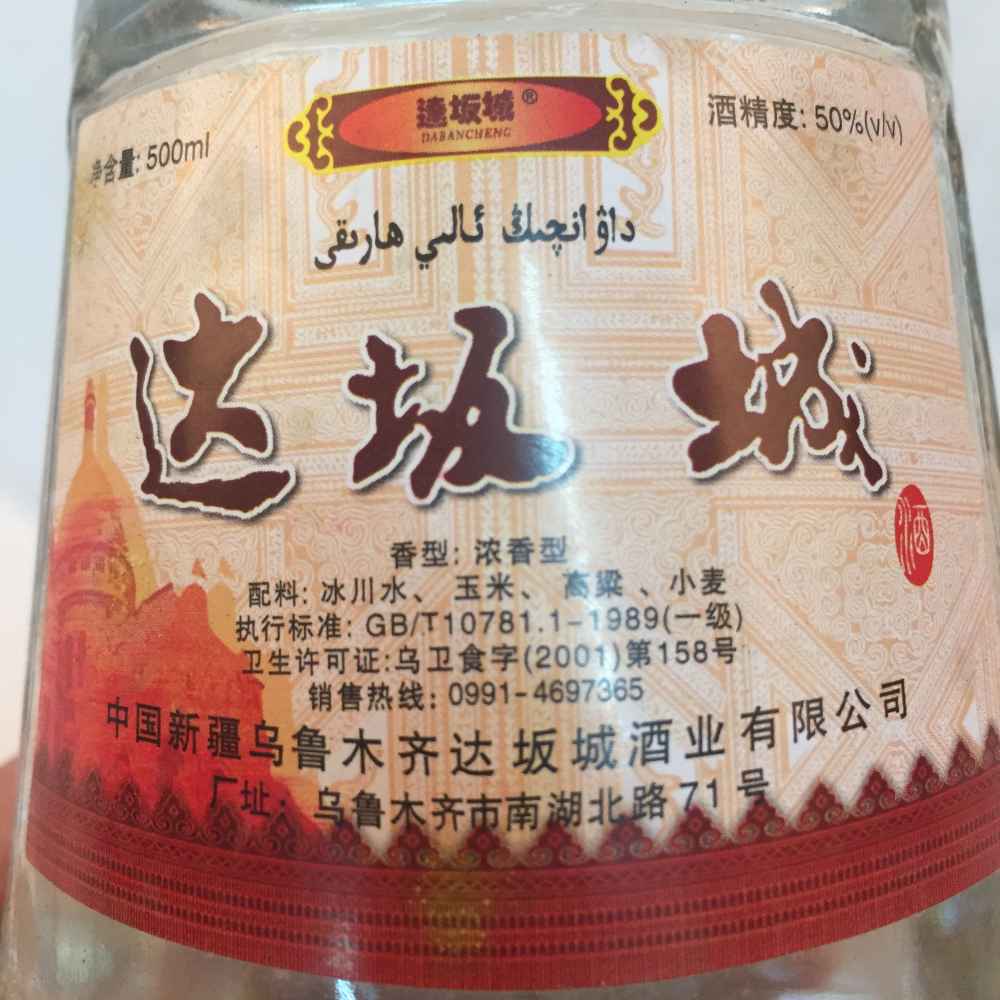 達坂城®
DABANCHENG
净含量: 500ml
酒精度: 50%(v/v)
داۋانچىڭ ئالىي ھارىقى
达坂城
酒
香型: 浓香型
配料: 冰川水、玉米、高粱、小麦
执行标准: GB/T10781.1-1989(一级)
卫生许可证:乌卫食字(2001)第158号
销售热线: 0991-4697365
中国新疆乌鲁木齐达坂城酒业有限公司
厂址: 乌鲁木齐市南湖北路71号